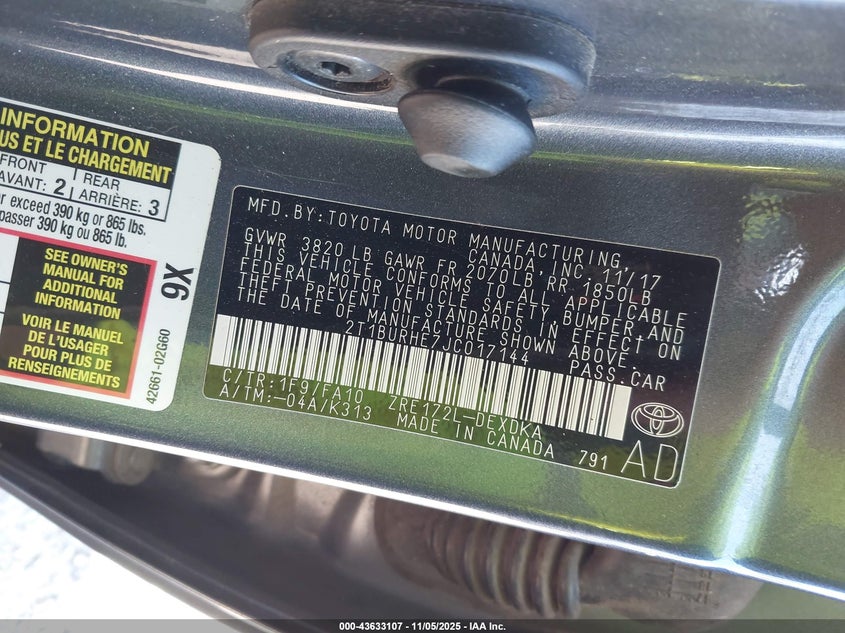 INFORMATION
US ET LE CHARGEMENT
FRONT
AVANT: 2
REAR
ARRIÈRE: 3
r exceed 390 kg or 865 lbs.
passer 390 kg ou 865 lb.
SEE OWNER'S
MANUAL FOR
ADDITIONAL
INFORMATION
VOIR LE MANUEL
DE L'USAGER
POUR PLUS DE
RENSEIGNEMENTS
9X
42661-02G60
MFD. BY: TOYOTA MOTOR MANUFACTURING
CANADA, INC. 11/17
GVWR 3820 LB GAWR FR 2070LB RR 1850LB
THIS VEHICLE CONFORMS TO ALL APPLICABLE
FEDERAL MOTOR VEHICLE SAFETY, BUMPER, AND
THEFT PREVENTION STANDARDS IN EFFECT ON
THE DATE OF MANUFACTURE SHOWN ABOVE.
2T1BURHE7JC017144 PASS.CAR
C/TR: 1F9/FA10 ZRE172L-DEXDKA
A/TM: -04A/K313 MADE IN CANADA 791
AD
TOYOTA
000-43633107 - 11/05/2025 - IAA Inc.